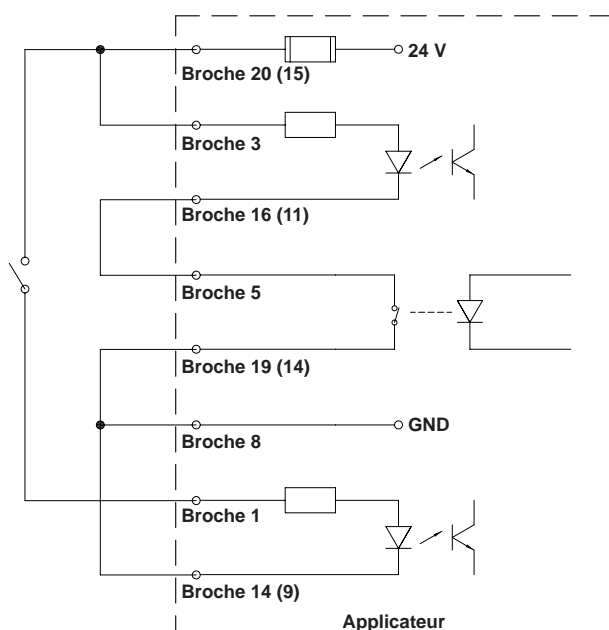 24 V
Broche 20 (15)
Broche 3
Broche 16 (11)
Broche 5
Broche 19 (14)
GND
Broche 8
Broche 1
Broche 14 (9)
Applicateur